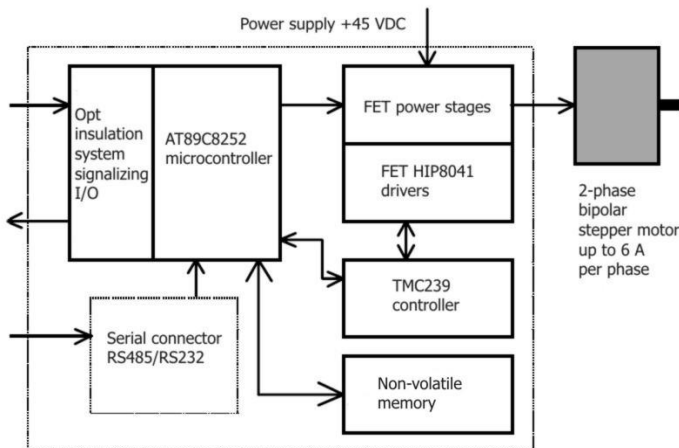 Power supply +45 VDC
Opt
insulation
system
signalizing
I/O
AT89C8252
microcontroller
FET power stages
FET HIP8041
drivers
2-phase
bipolar
stepper motor
up to 6 A
per phase
TMC239
controller
Serial connector
RS485/RS232
Non-volatile
memory